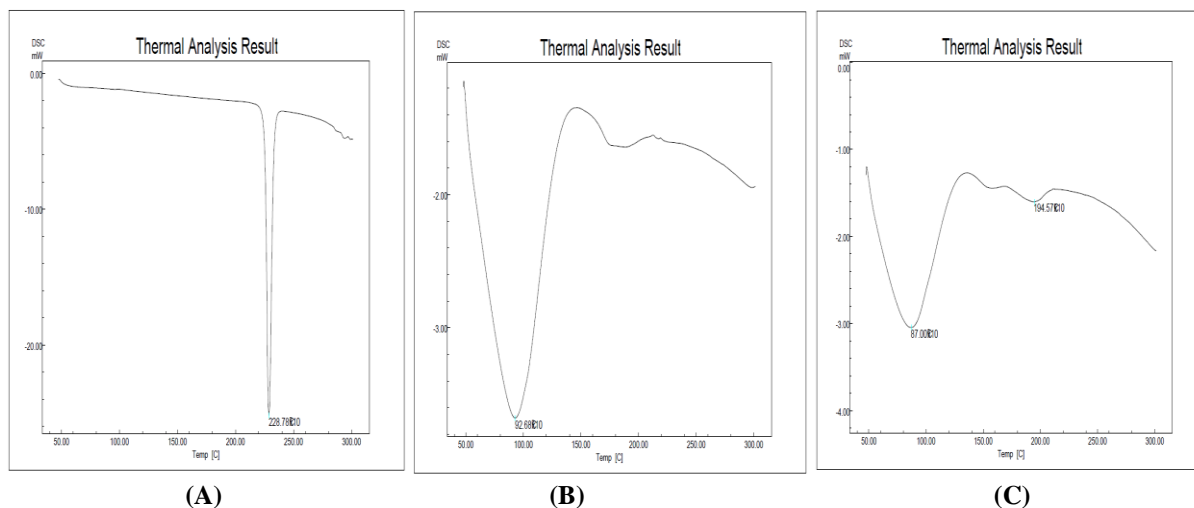 Thermal Analysis Result
DSC
mW
0.00
-10.00
-20.00
228.78
50.00 100.00 150.00 200.00 250.00 300.00
Temp [C]
(A)
Thermal Analysis Result
DSC
mW
-2.00
-3.00
92.68
50.00 100.00 150.00 200.00 250.00 300.00
Temp [C]
(B)
Thermal Analysis Result
DSC
mW
0.00
-1.00
-2.00
-3.00
-4.00
194.57
87.00
50.00 100.00 150.00 200.00 250.00 300.00
Temp [C]
(C)